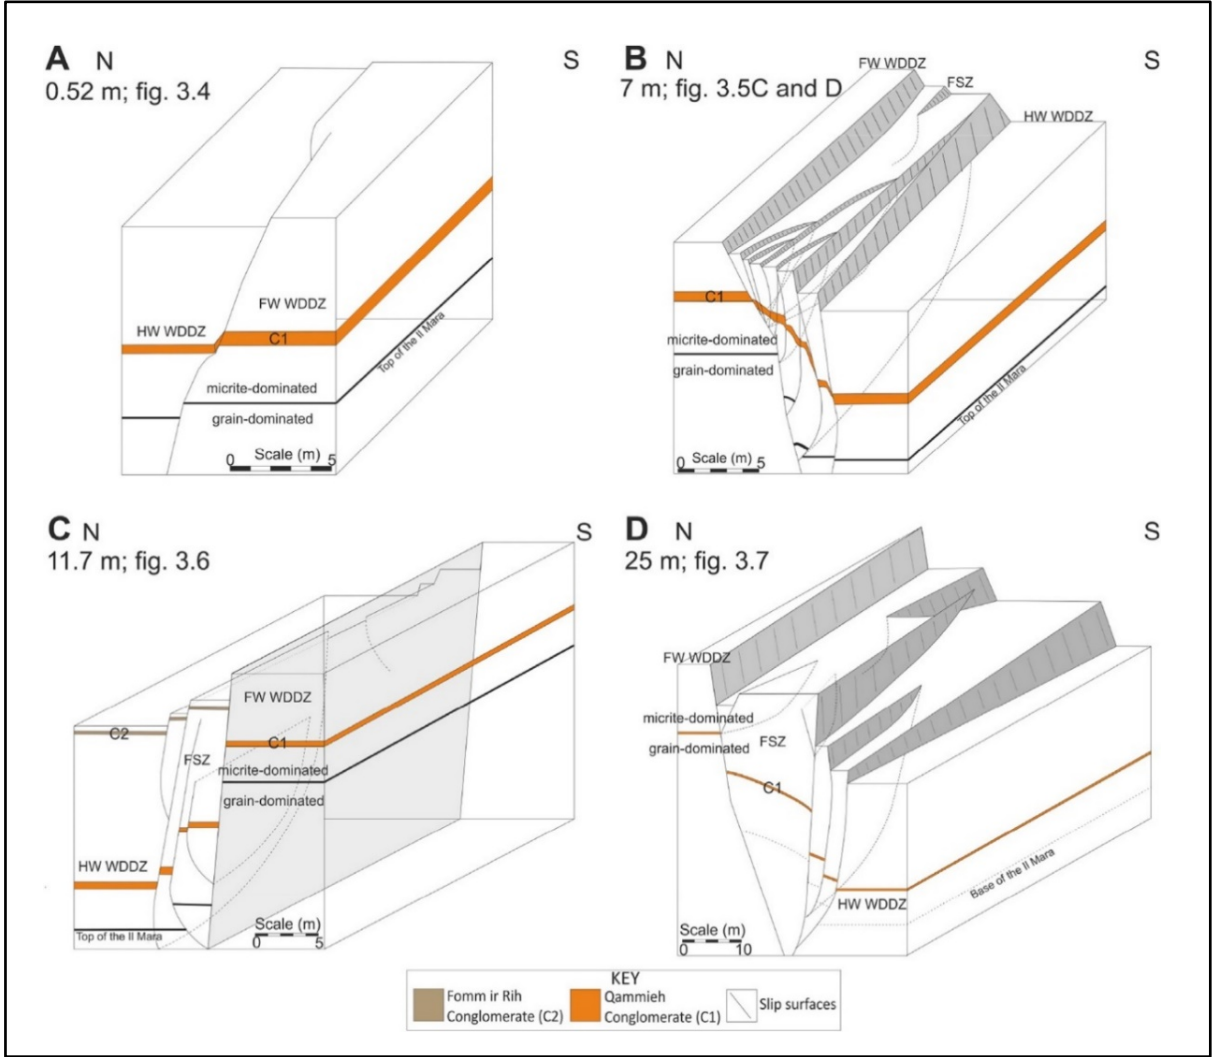 A N S
0.52 m; fig. 3.4
FW WDDZ
HW WDDZ
C1
Top of the Il Mara
micrite-dominated
grain-dominated
Scale (m)
0 5
B N S
7 m; fig. 3.5C and D
FW WDDZ
FSZ
HW WDDZ
C1
micrite-dominated
grain-dominated
Top of the Il Mara
Scale (m)
0 5
C N S
11.7 m; fig. 3.6
FW WDDZ
C2
C1
FSZ
micrite-dominated
grain-dominated
HW WDDZ
Top of the Il Mara
Scale (m)
0 5
D N S
25 m; fig. 3.7
FW WDDZ
micrite-dominated
grain-dominated
FSZ
C1
Base of the Il Mara
HW WDDZ
Scale (m)
0 10
KEY
Fomm ir Rih
Conglomerate (C2)
Qammieh
Conglomerate (C1)
Slip surfaces